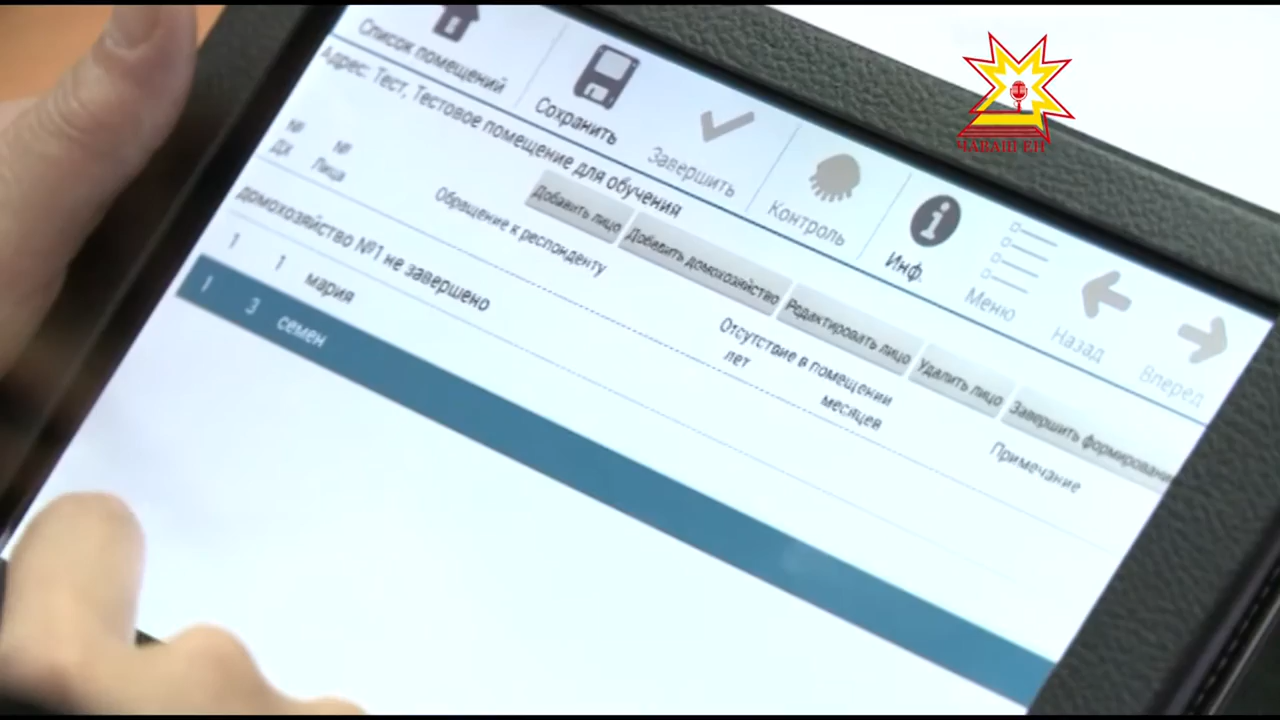 Список помещений
Сохранить
Завершить
Контроль
Инф.
Меню
Назад
Вперед
Адрес: Тест, Тестовое помещение для обучения
Добавить лицо
Добавить домохозяйство
Редактировать лицо
Удалить лицо
Завершить формировани
№ ДХ
№ Лица
Обращение к респонденту
Отсутствие в помещении
лет месяцев
Примечание
домохозяйство №1 не завершено
1 1 мария
1 3 семен
ЧАВАШ ЕН